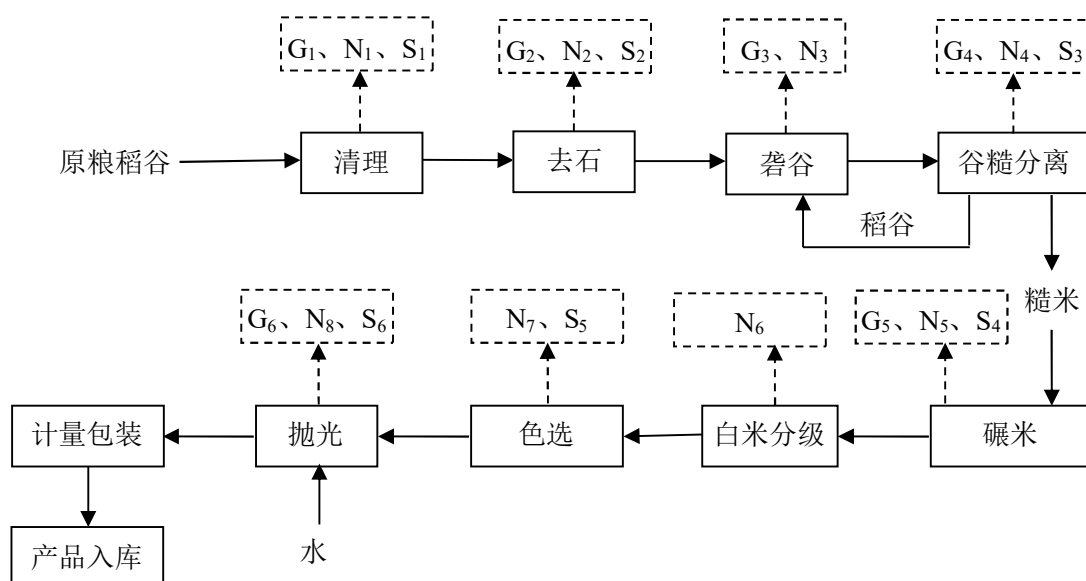 G₁、N₁、S₁
G₂、N₂、S₂
G₃、N₃
G₄、N₄、S₃
原粮稻谷
清理
去石
砻谷
谷糙分离
稻谷
糙米
G₆、N₈、S₆
N₇、S₅
N₆
G₅、N₅、S₄
计量包装
抛光
色选
白米分级
碾米
产品入库
水